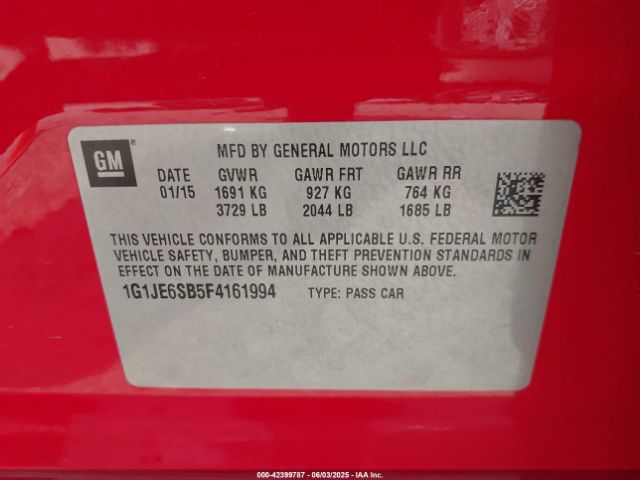 GM®
MFD BY GENERAL MOTORS LLC
DATE GVWR GAWR FRT GAWR RR
01/15 1691 KG 927 KG 764 KG
3729 LB 2044 LB 1685 LB
THIS VEHICLE CONFORMS TO ALL APPLICABLE U.S. FEDERAL MOTOR
VEHICLE SAFETY, BUMPER, AND THEFT PREVENTION STANDARDS IN
EFFECT ON THE DATE OF MANUFACTURE SHOWN ABOVE.
1G1JE6SB5F4161994 TYPE: PASS CAR
000-42399787 - 06/03/2025 - IAA Inc.